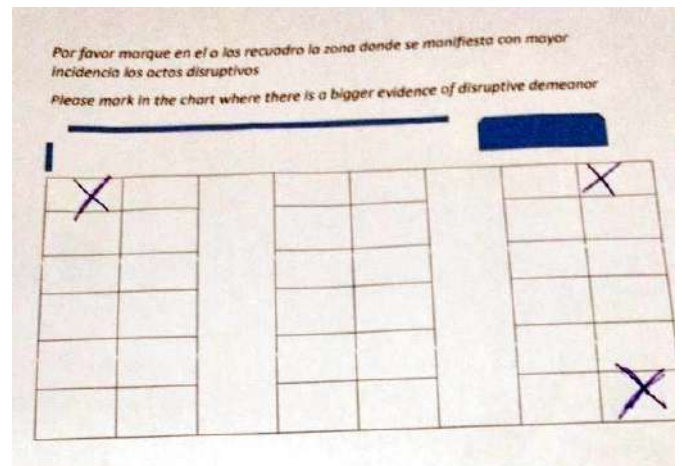 Por favor marque en el o los recuadro la zona donde se manifiesta con mayor
incidencia los actos disruptivos
Please mark in the chart where there is a bigger evidence of disruptive demeanor